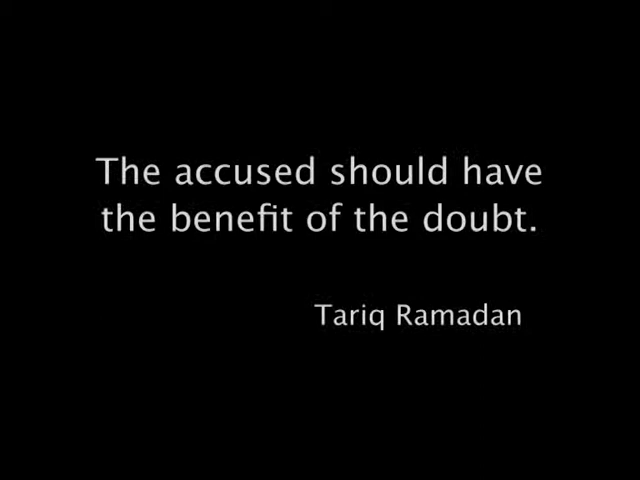 The accused should have
the benefit of the doubt.
Tariq Ramadan